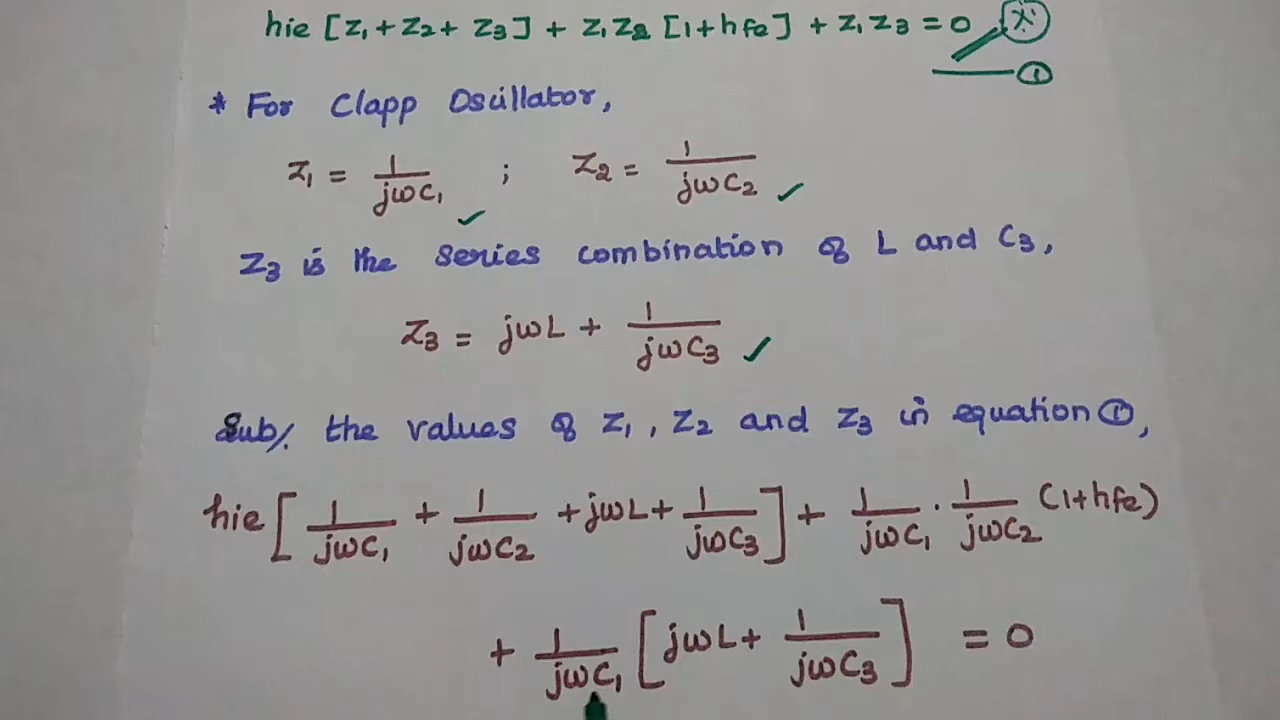 hie [Z₁ + Z₂ + Z₃] + Z₁Z₂ [1+hfe] + Z₁Z₃ = 0 * —— ①
* For Clapp Oscillator,
Z₁ = 1/jωC₁ ; Z₂ = 1/jωC₂ ✓
Z₃ is the series combination of L and C₃,
Z₃ = jωL + 1/jωC₃ ✓
Sub/. the values of Z₁, Z₂ and Z₃ in equation ①,
hie [1/jωC₁ + 1/jωC₂ + jωL + 1/jωC₃] + 1/jωC₁ · 1/jωC₂ (1+hfe)
+ 1/jωC₁ [jωL + 1/jωC₃] = 0